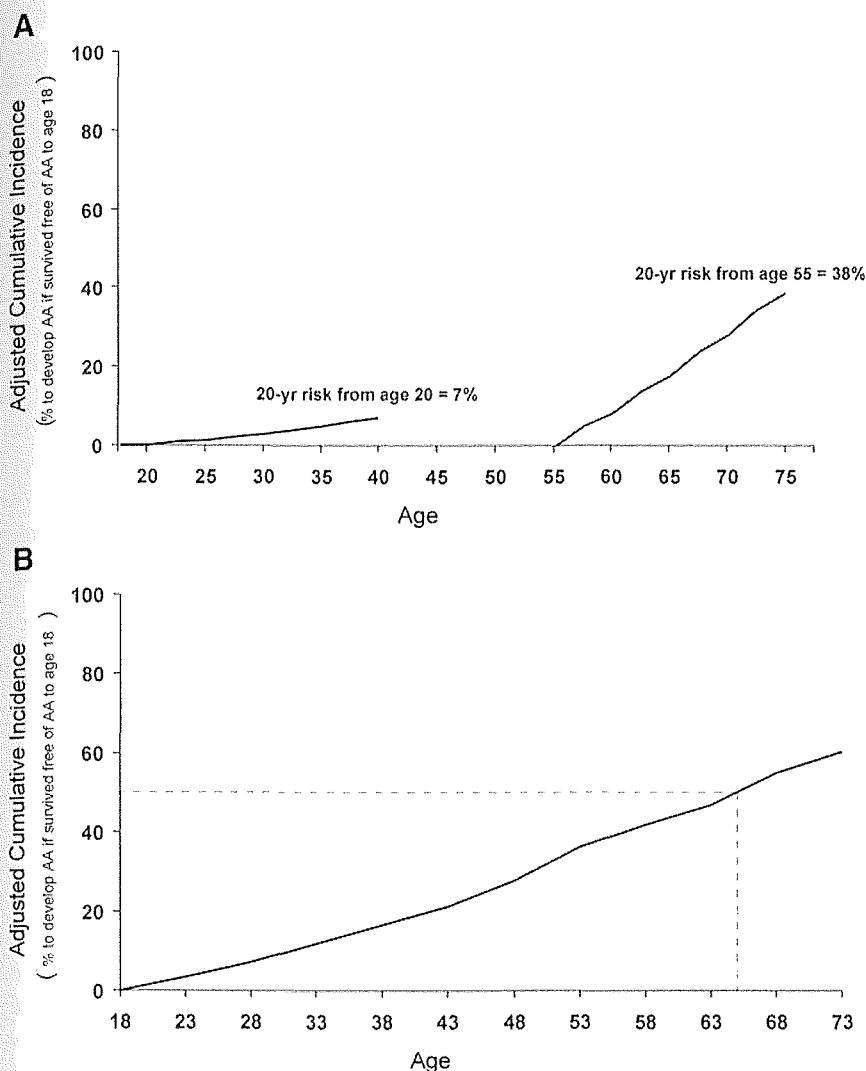 A
Adjusted Cumulative Incidence
(% to develop AA if survived free of AA to age 18 )
100
80
60
40
20
0
20-yr risk from age 20 = 7%
20-yr risk from age 55 = 38%
20 25 30 35 40 45 50 55 60 65 70 75
Age
B
Adjusted Cumulative Incidence
( % to develop AA if survived free of AA to age 18 )
100
80
60
40
20
0
18 23 28 33 38 43 48 53 58 63 68 73
Age